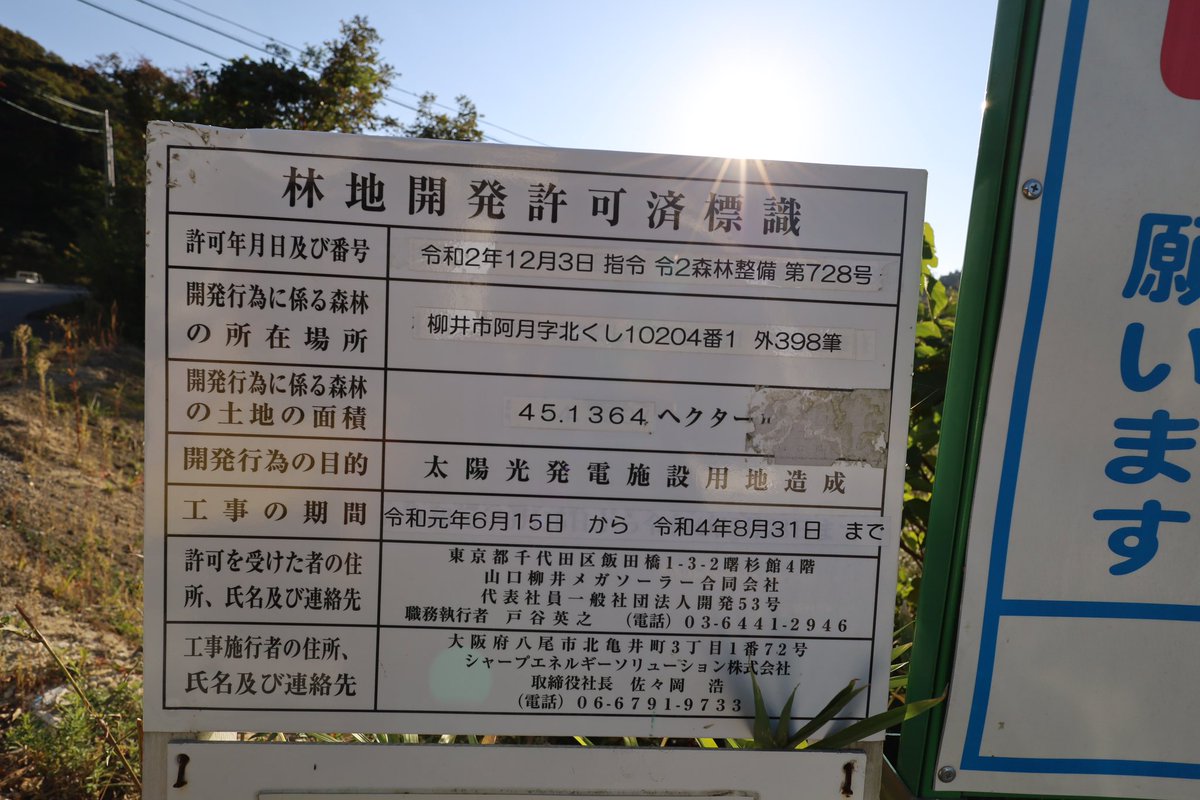 林地開発許可済標識
許可年月日及び番号
令和2年12月3日 指令 令2森林整備 第728号
開発行為に係る森林
の所在場所
柳井市阿月字北くし10204番1 外398筆
開発行為に係る森林
の土地の面積
45.1364ヘクター
開発行為の目的
太陽光発電施設用地造成
工事の期間
令和元年6月15日 から 令和4年8月31日 まで
許可を受けた者の住
所、氏名及び連絡先
東京都千代田区飯田橋1-3-2曙杉館4階
山口柳井メガソーラー合同会社
代表社員一般社団法人開発53号
職務執行者 戸谷英之 (電話) 03-6441-2946
工事施行者の住所、
氏名及び連絡先
大阪府八尾市北亀井町3丁目1番72号
シャープエネルギーソリューション株式会社
取締役社長 佐々岡 浩
(電話) 06-6791-9733
願います